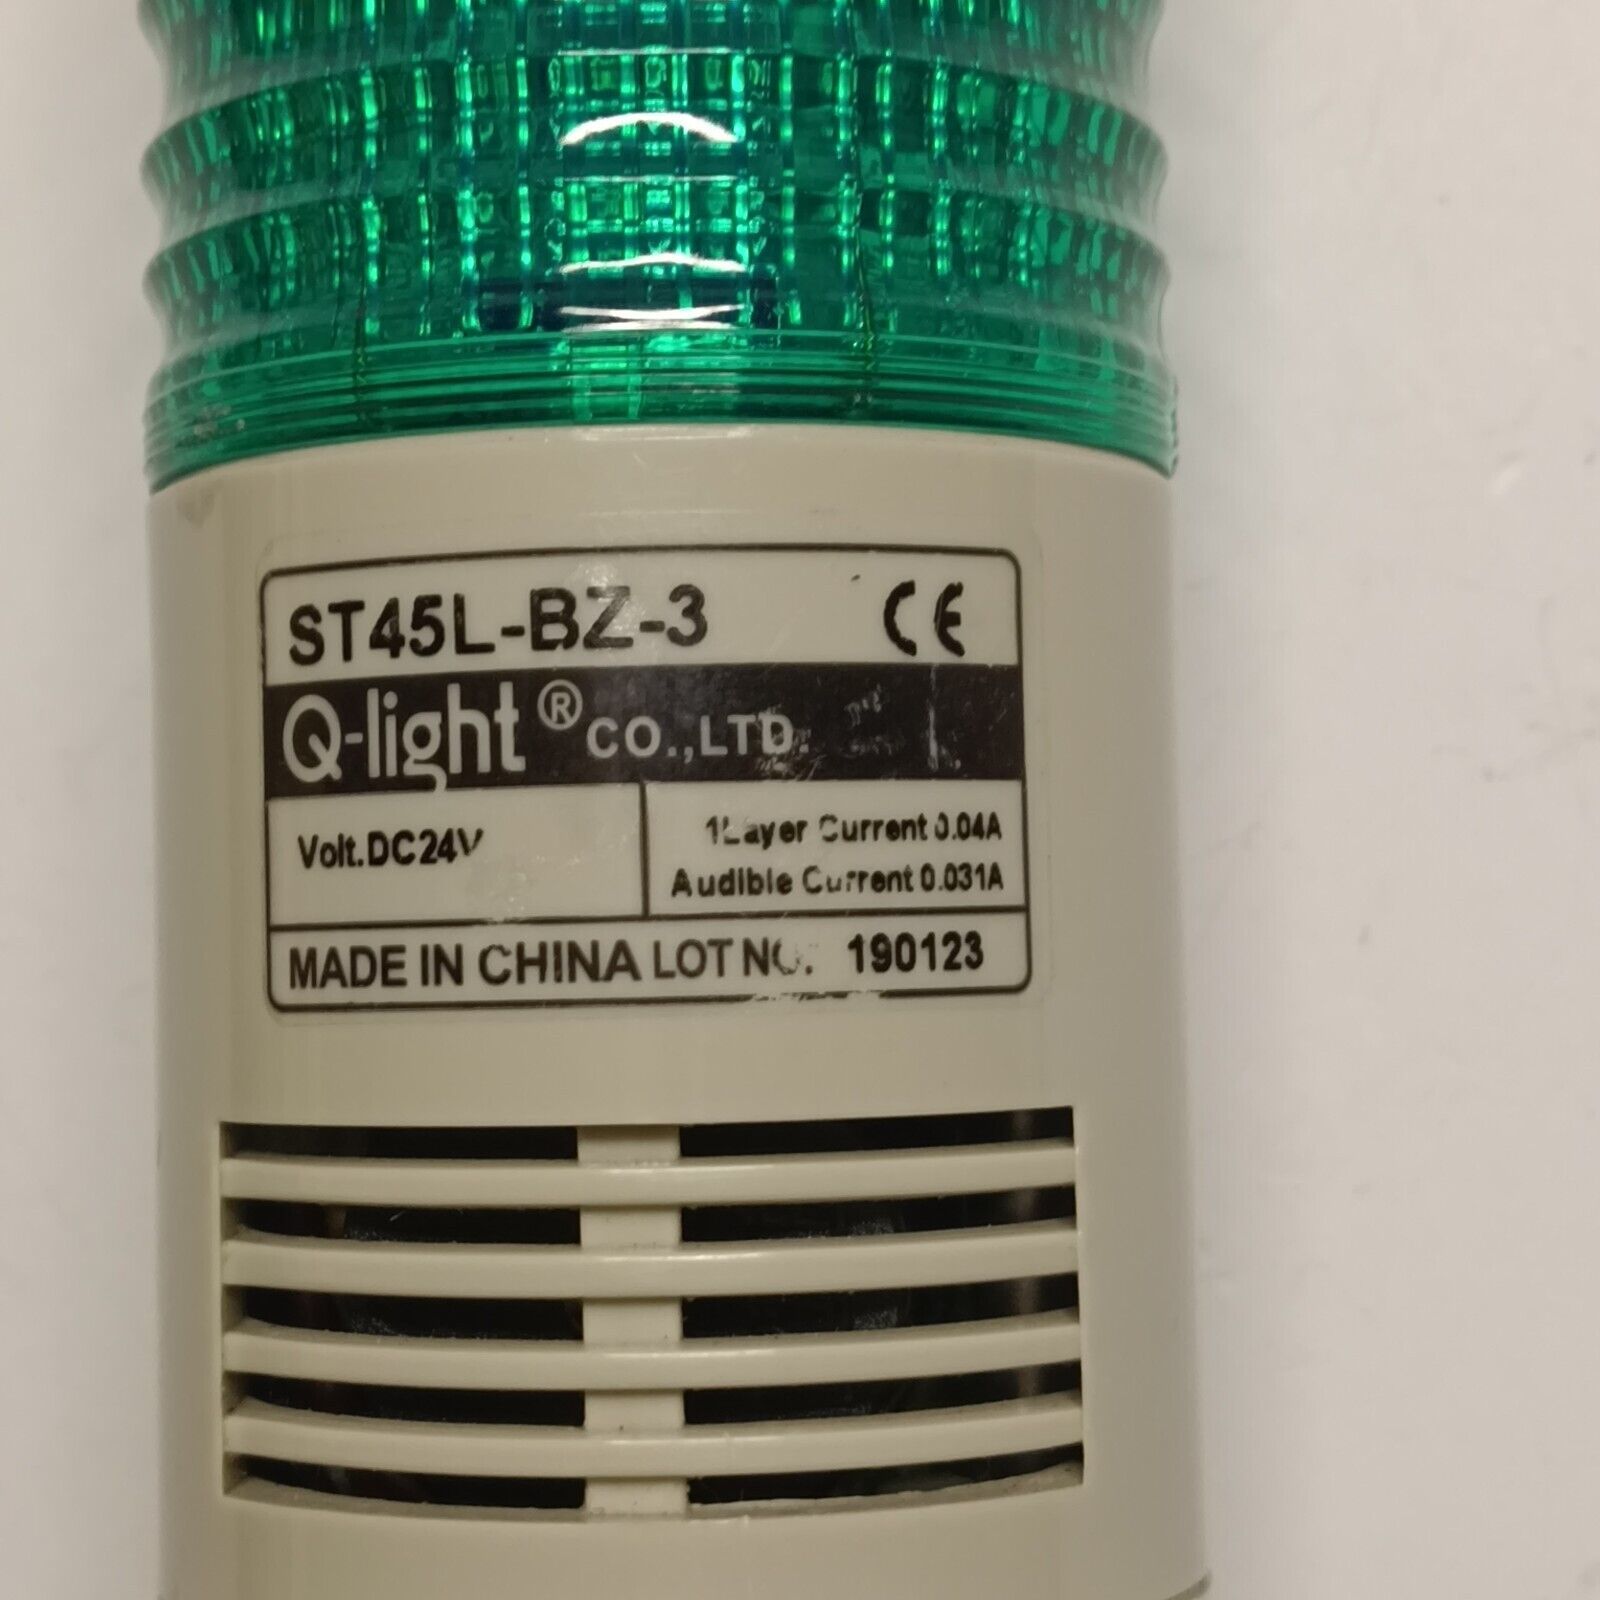 ST45L-BZ-3 CE
Q-light® CO.,LTD.
Volt.DC24V
1Layer Current 0.04A
Audible Current 0.031A
MADE IN CHINA LOT NO. 190123